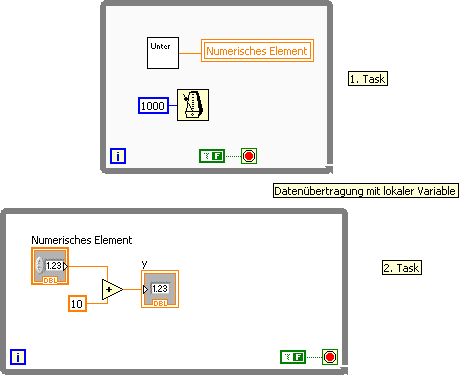 Unter
Numerisches Element
1. Task
1000
i
F
Datenübertragung mit lokaler Variable
Numerisches Element
y
2. Task
1.23
1.23
DBL
DBL
+
10
i
F